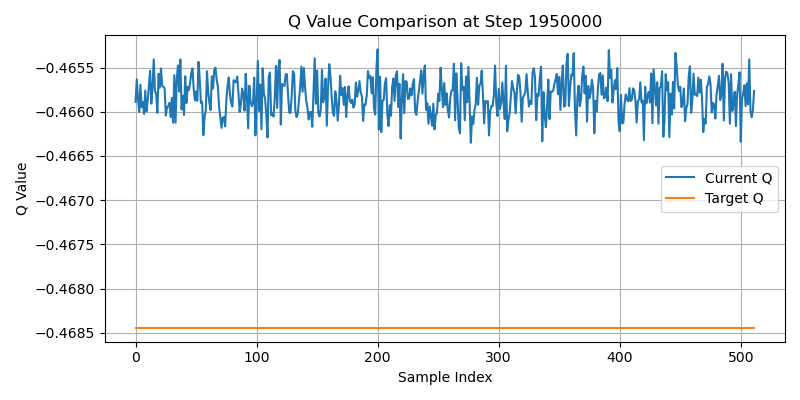 Q Value Comparison at Step 1950000
Q Value
−0.4655
−0.4660
−0.4665
−0.4670
−0.4675
−0.4680
−0.4685
Current Q
Target Q
0 100 200 300 400 500
Sample Index